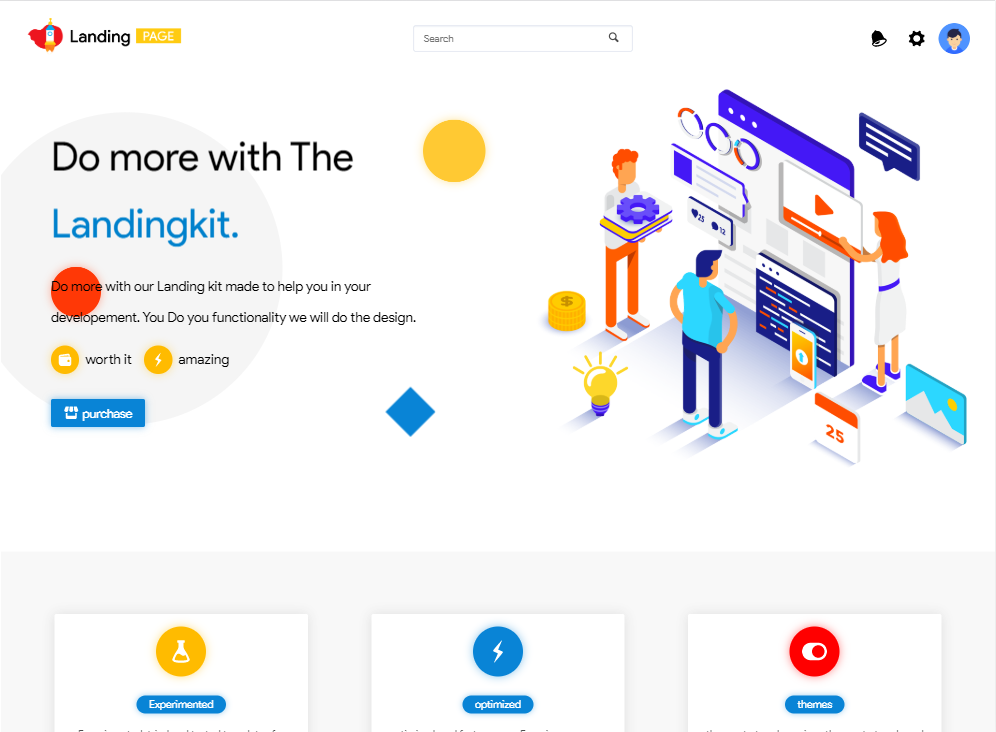 Landing PAGE
Search
Do more with The
Landingkit.
Do more with our Landing kit made to help you in your
developement. You Do you functionality we will do the design.
worth it amazing
purchase
25 12
$
25
Experimented
optimized
themes